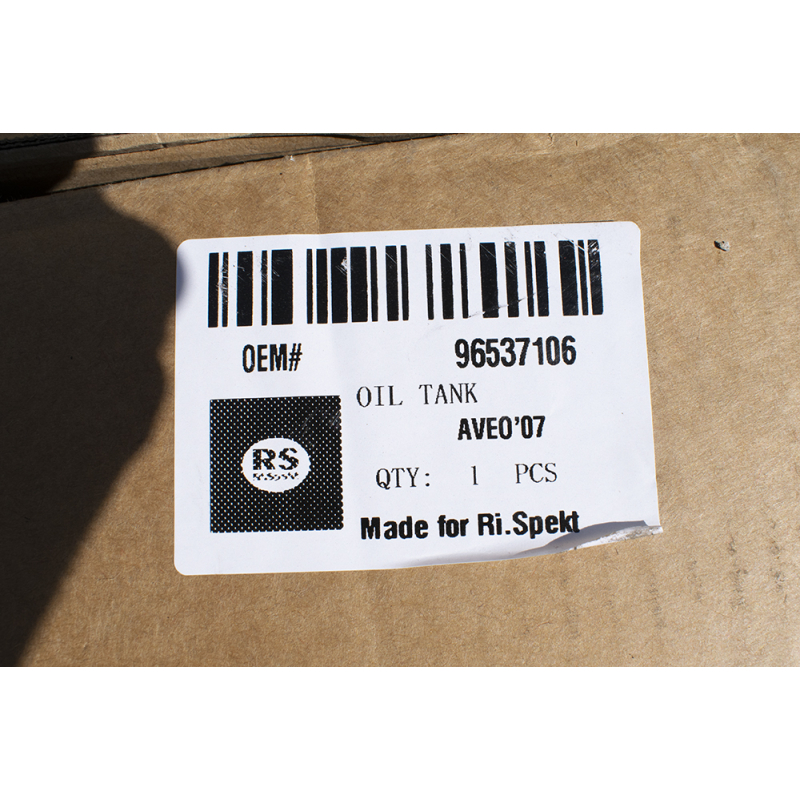 OEM# 96537106
OIL TANK
AVEO'07
RS
QTY: 1 PCS
Made for Ri.Spekt